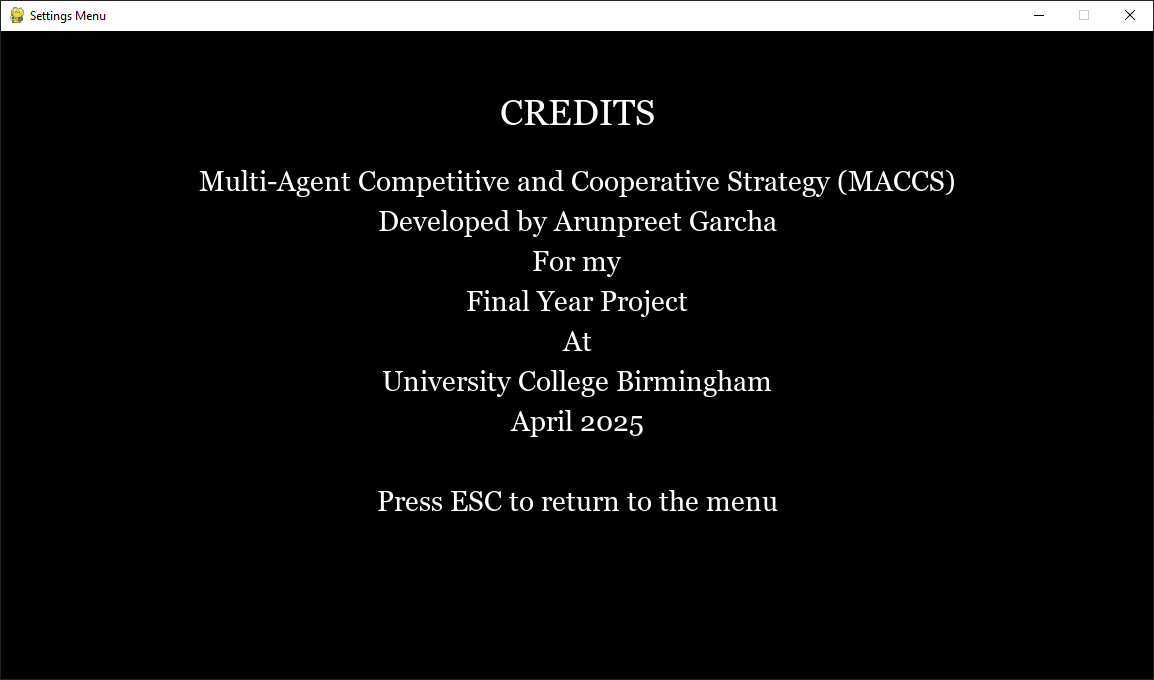 Settings Menu
CREDITS
Multi-Agent Competitive and Cooperative Strategy (MACCS)
Developed by Arunpreet Garcha
For my
Final Year Project
At
University College Birmingham
April 2025
Press ESC to return to the menu